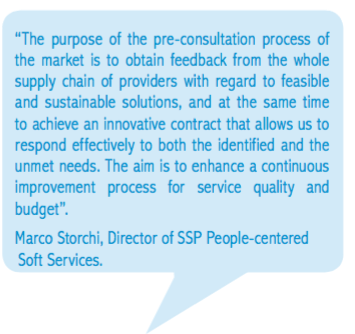 “The purpose of the pre-consultation process of
the market is to obtain feedback from the whole
supply chain of providers with regard to feasible
and sustainable solutions, and at the same time
to achieve an innovative contract that allows us to
respond effectively to both the identified and the
unmet needs. The aim is to enhance a continuous
improvement process for service quality and
budget”.
Marco Storchi, Director of SSP People-centered
Soft Services.